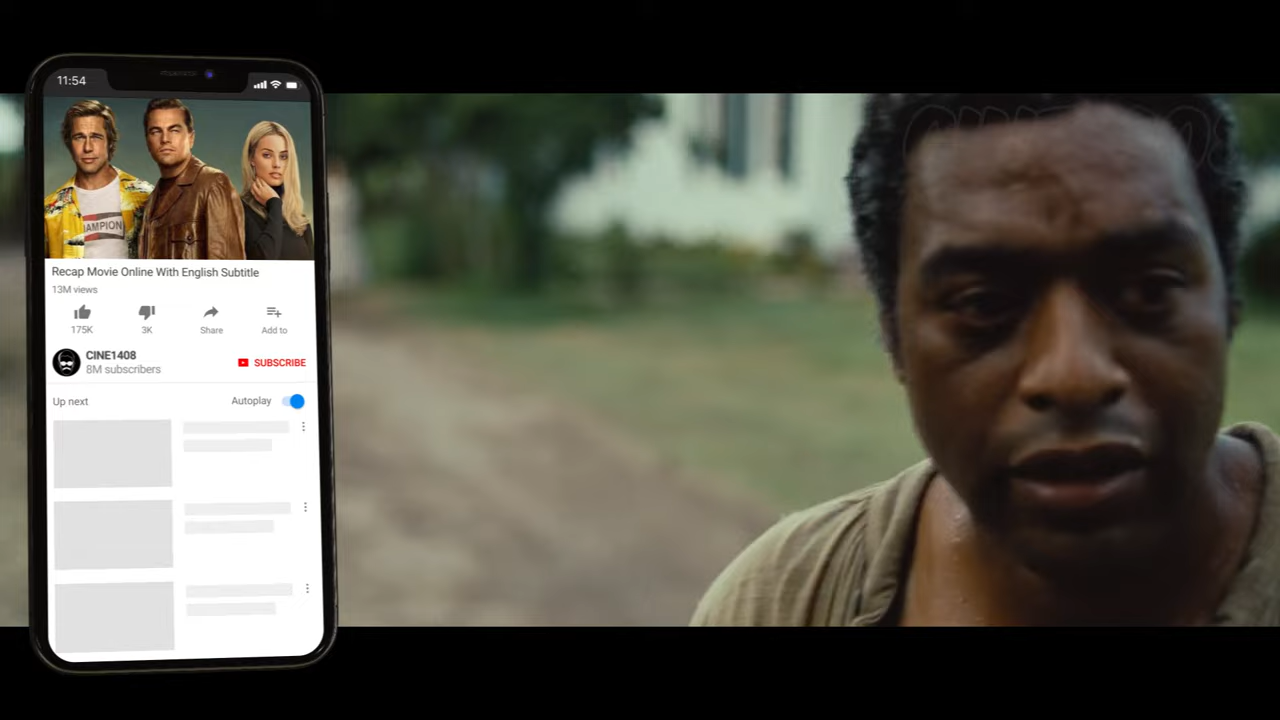 11:54
CHAMPION
Recap Movie Online With English Subtitle
13M views
175K
3K
Share
Add to
CINE1408
8M subscribers
SUBSCRIBE
Up next
Autoplay